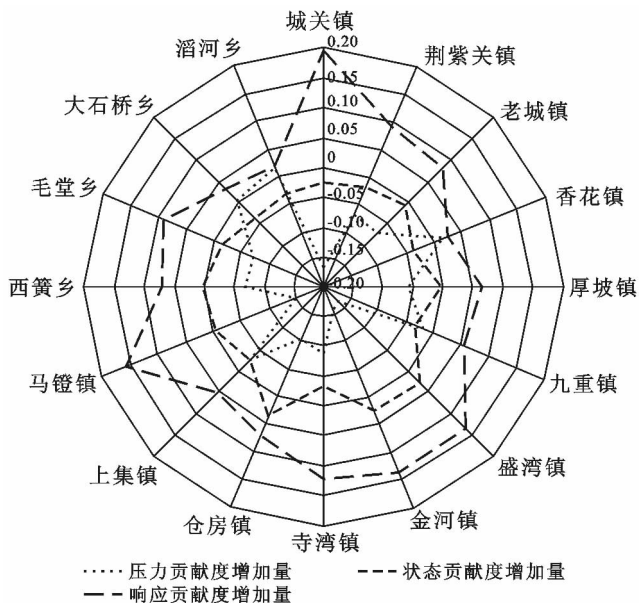 城关镇
荆紫关镇
老城镇
香花镇
厚坡镇
九重镇
盛湾镇
金河镇
寺湾镇
仓房镇
上集镇
马镫镇
西簧乡
毛堂乡
大石桥乡
滔河乡
0.20
0.15
0.10
0.05
0
-0.05
-0.10
-0.15
-0.20
压力贡献度增加量
状态贡献度增加量
响应贡献度增加量